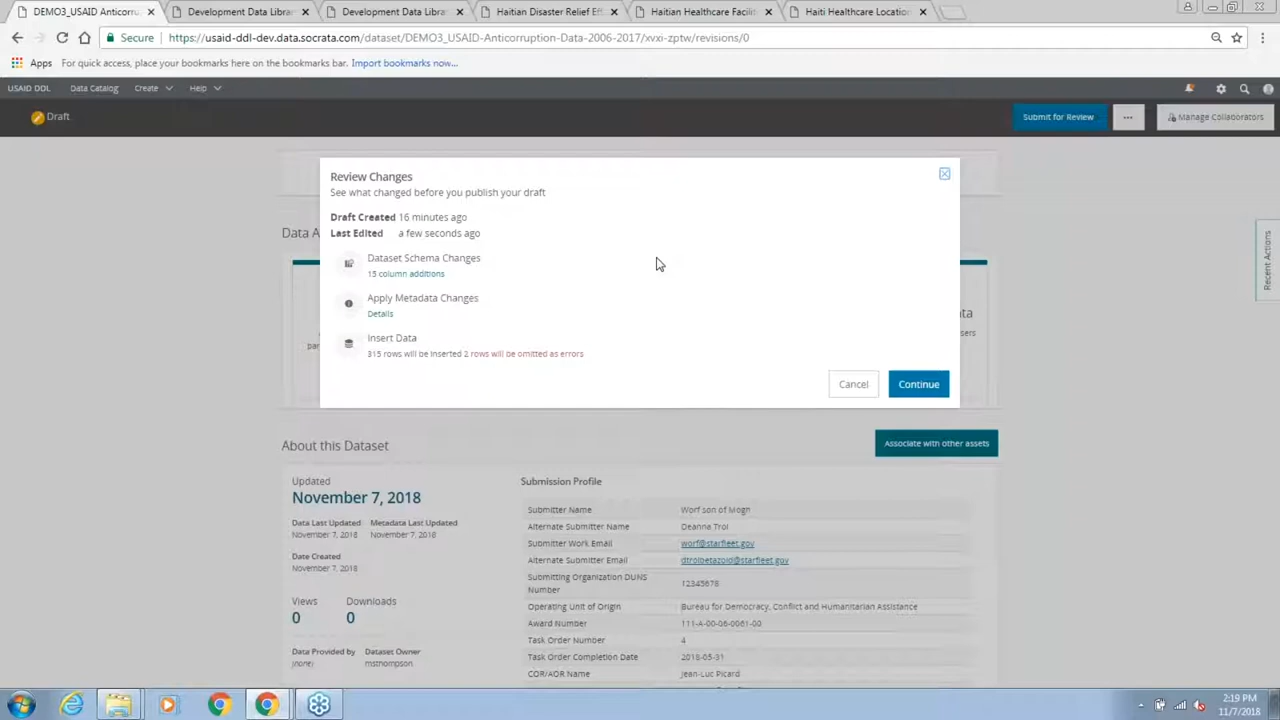 DEMO3_USAID-Anticorru
Development Data Libra
Development Data Libra
Haitian Disaster Relief Ef
Haitian Healthcare Facili
Haiti Healthcare Location
Secure https://usaid-ddl-dev.data.socrata.com/dataset/DEMO3_USAID-Anticorruption-Data-2006-2017/xvxi-zptw/revisions/0
Apps For quick access, place your bookmarks here on the bookmarks bar. Import bookmarks now...
USAID DDL Data Catalog Create Help
Draft
Submit for Review
...
Manage Collaborators
Review Changes
See what changed before you publish your draft
Draft Created 16 minutes ago
Last Edited a few seconds ago
Dataset Schema Changes
15 column additions
Apply Metadata Changes
Details
Insert Data
315 rows will be inserted 2 rows will be omitted as errors
Cancel Continue
Data A
Recent Actions
About this Dataset
Associate with other assets
Updated
November 7, 2018
Data Last Updated Metadata Last Updated
November 7, 2018 November 7, 2018
Date Created
November 7, 2018
Views Downloads
0 0
Data Provided by Dataset Owner
(none) msthompson
Submission Profile
Submitter Name Worf son of Mogh
Alternate Submitter Name Deanna Troi
Submitter Work Email worf@starfleet.gov
Alternate Submitter Email dtroibetazoid@starfleet.gov
Submitting Organization DUNS
Number 12345678
Operating Unit of Origin Bureau for Democracy, Conflict and Humanitarian Assistance
Award Number 111-A-00-06-0061-00
Task Order Number 4
Task Order Completion Date 2018-05-31
COR/AOR Name Jean-Luc Picard
2:19 PM
11/7/2018